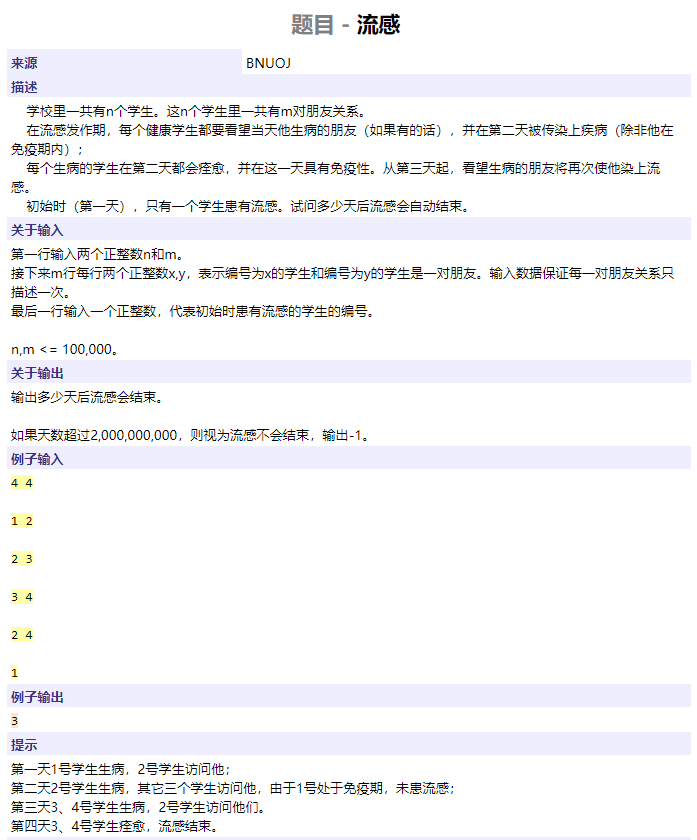 题目 - 流感
来源 BNUOJ
描述
学校里一共有n个学生。这n个学生里一共有m对朋友关系。
在流感发作期，每个健康学生都要看望当天他生病的朋友（如果有的话），并在第二天被传染上疾病（除非他在
免疫期内）；
每个生病的学生在第二天都会痊愈，并在这一天具有免疫性。从第三天起，看望生病的朋友将再次使他染上流
感。
初始时（第一天），只有一个学生患有流感。试问多少天后流感会自动结束。
关于输入
第一行输入两个正整数n和m。
接下来m行每行两个正整数x,y，表示编号为x的学生和编号为y的学生是一对朋友。输入数据保证每一对朋友关系只
描述一次。
最后一行输入一个正整数，代表初始时患有流感的学生的编号。
n,m <= 100,000。
关于输出
输出多少天后流感会结束。
如果天数超过2,000,000,000，则视为流感不会结束，输出-1。
例子输入
4 4
1 2
2 3
3 4
2 4
1
例子输出
3
提示
第一天1号学生生病，2号学生访问他；
第二天2号学生生病，其它三个学生访问他，由于1号处于免疫期，未患流感；
第三天3、4号学生生病，2号学生访问他们。
第四天3、4号学生痊愈，流感结束。